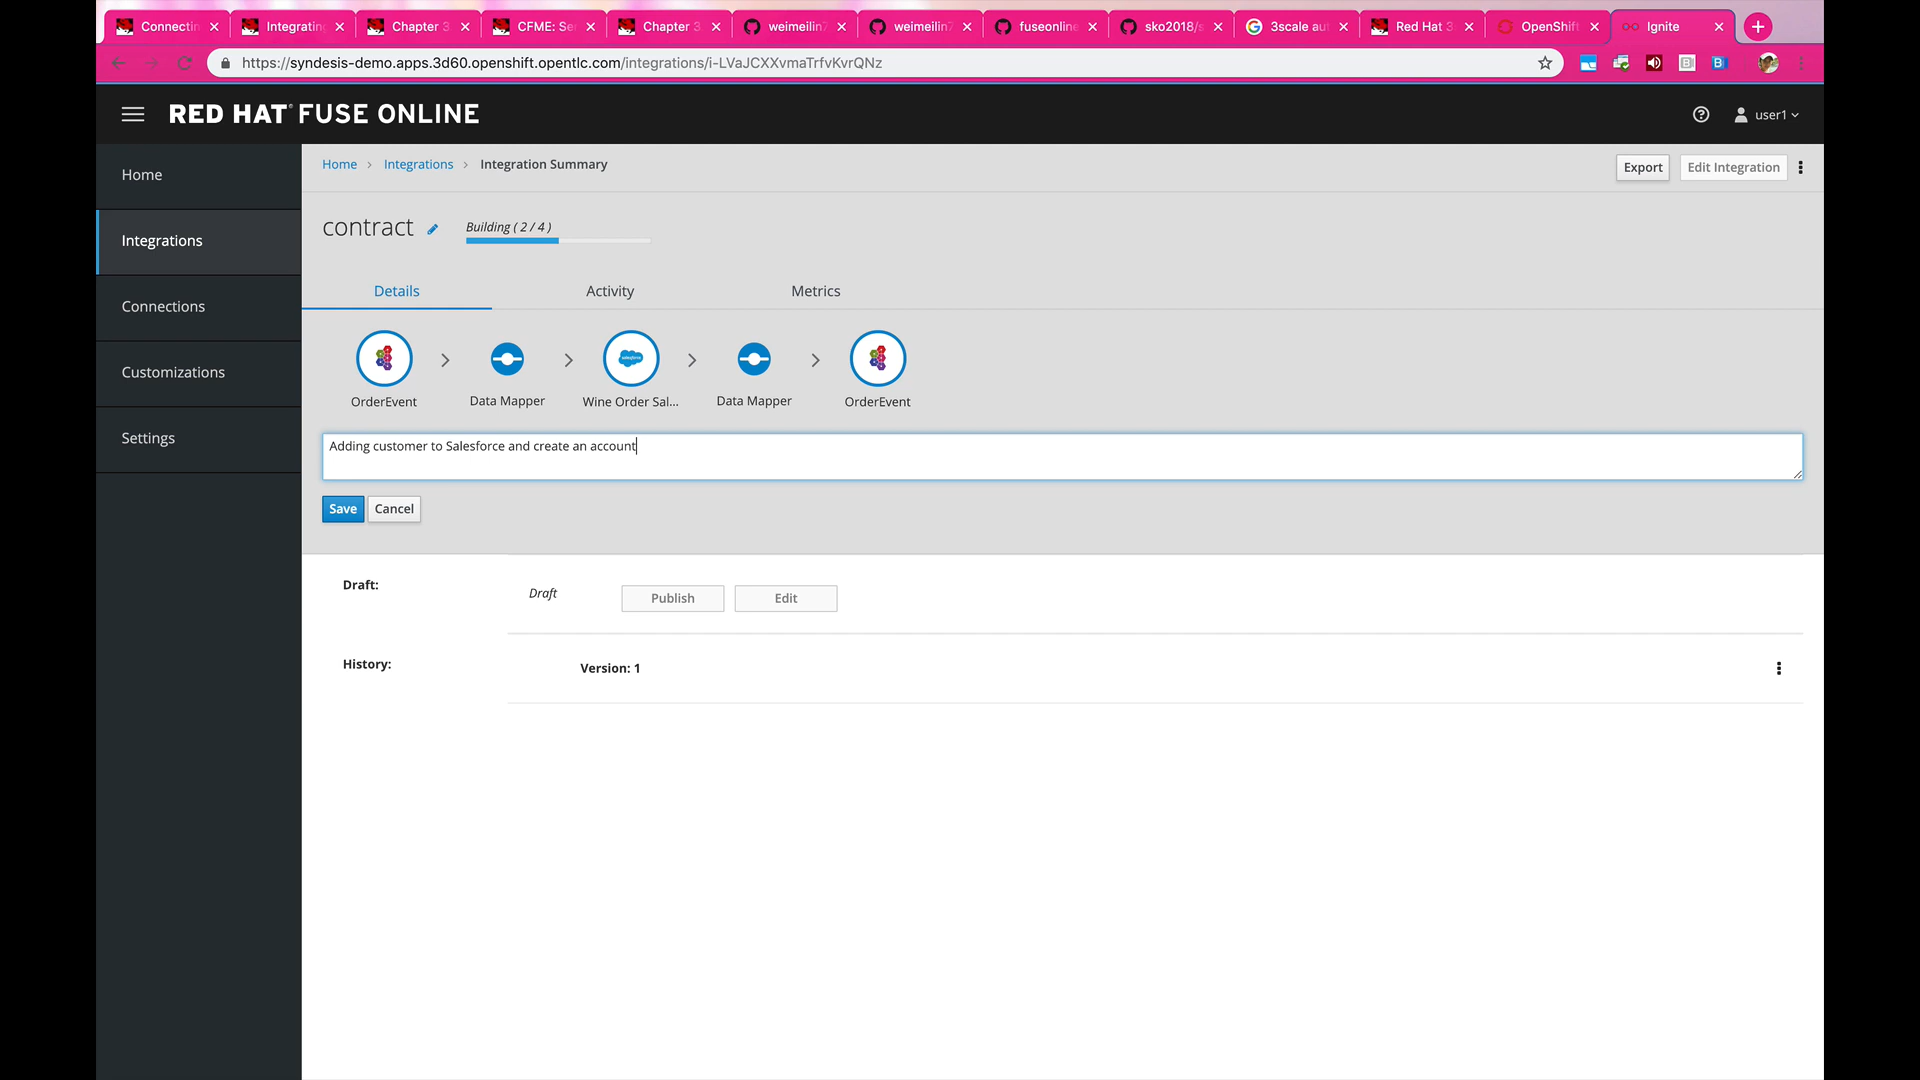 Connectin
Integrating
Chapter 3
CFME: Se
Chapter 3
weimeilin7
weimeilin7
fuseonline
sko2018/s
3scale au
Red Hat 3
OpenShift
Ignite
https://syndesis-demo.apps.3d60.openshift.opentlc.com/integrations/i-LVaJCXXvmaTrfvKvrQNz
RED HAT® FUSE ONLINE
user1
Home
Integrations
Connections
Customizations
Settings
Home > Integrations > Integration Summary
Export
Edit Integration
contract
Building ( 2 / 4 )
Details
Activity
Metrics
salesforce
OrderEvent
Data Mapper
Wine Order Sal...
Data Mapper
OrderEvent
Adding customer to Salesforce and create an account
Save
Cancel
Draft:
Draft
Publish
Edit
History:
Version: 1